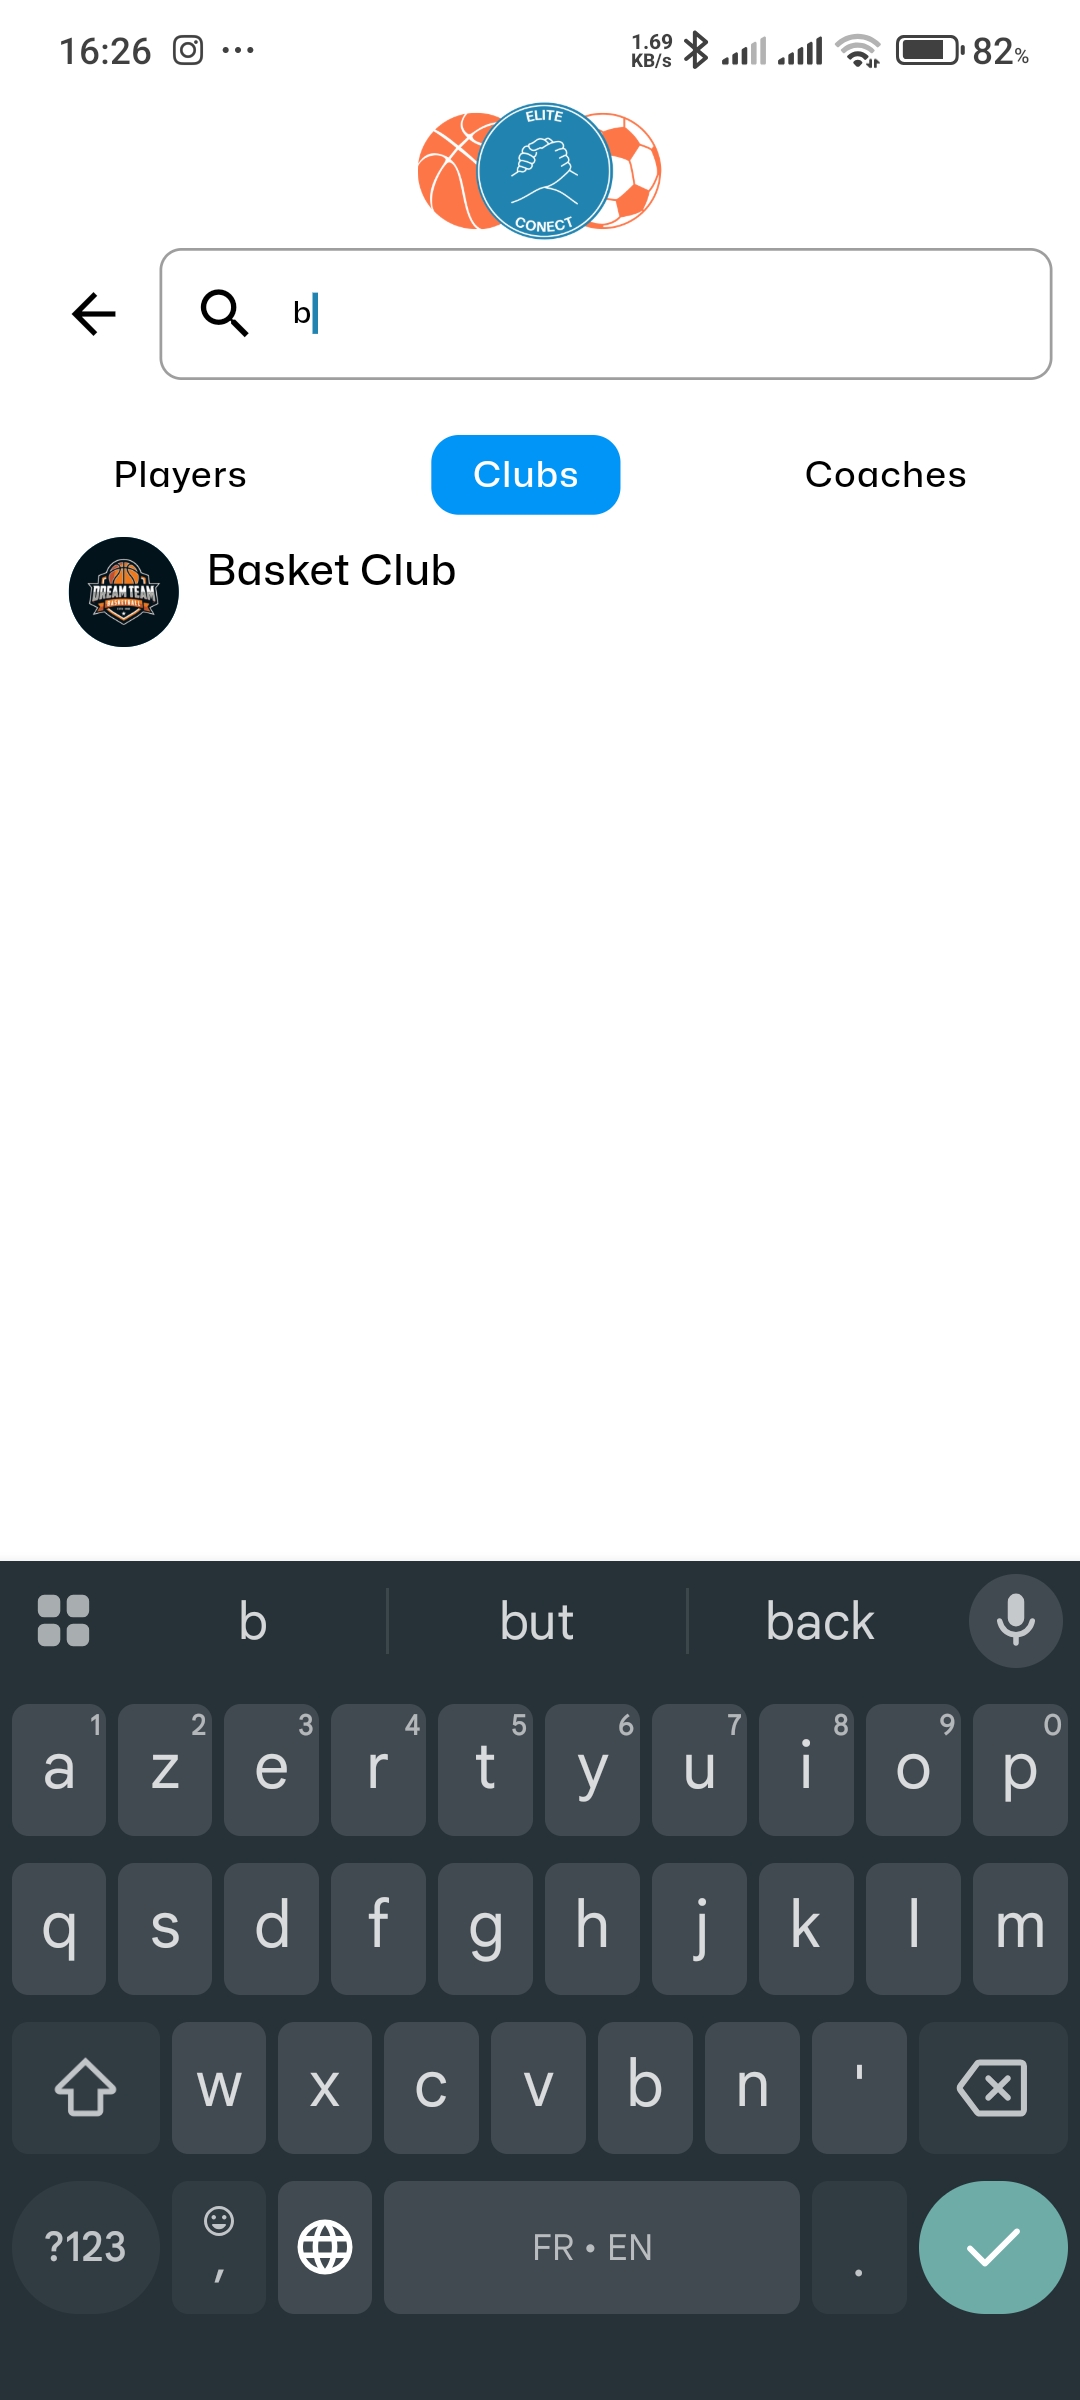 16:26 ... 1.69 KB/s 82%
ELITE
CONECT
b
Players Clubs Coaches
DREAM TEAM
BASKETBALL
Basket Club
b but back
a 1 z 2 e 3 r 4 t 5 y 6 u 7 i 8 o 9 p 0
q s d f g h j k l m
w x c v b n '
?123 , FR • EN .